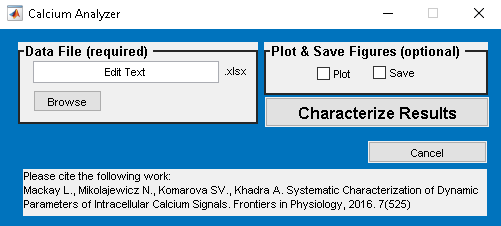 Calcium Analyzer
Data File (required)
Edit Text .xlsx
Browse
Plot & Save Figures (optional)
Plot Save
Characterize Results
Cancel
Please cite the following work:
Mackay L., Mikolajewicz N., Komarova SV., Khadra A. Systematic Characterization of Dynamic
Parameters of Intracellular Calcium Signals. Frontiers in Physiology, 2016. 7(525)